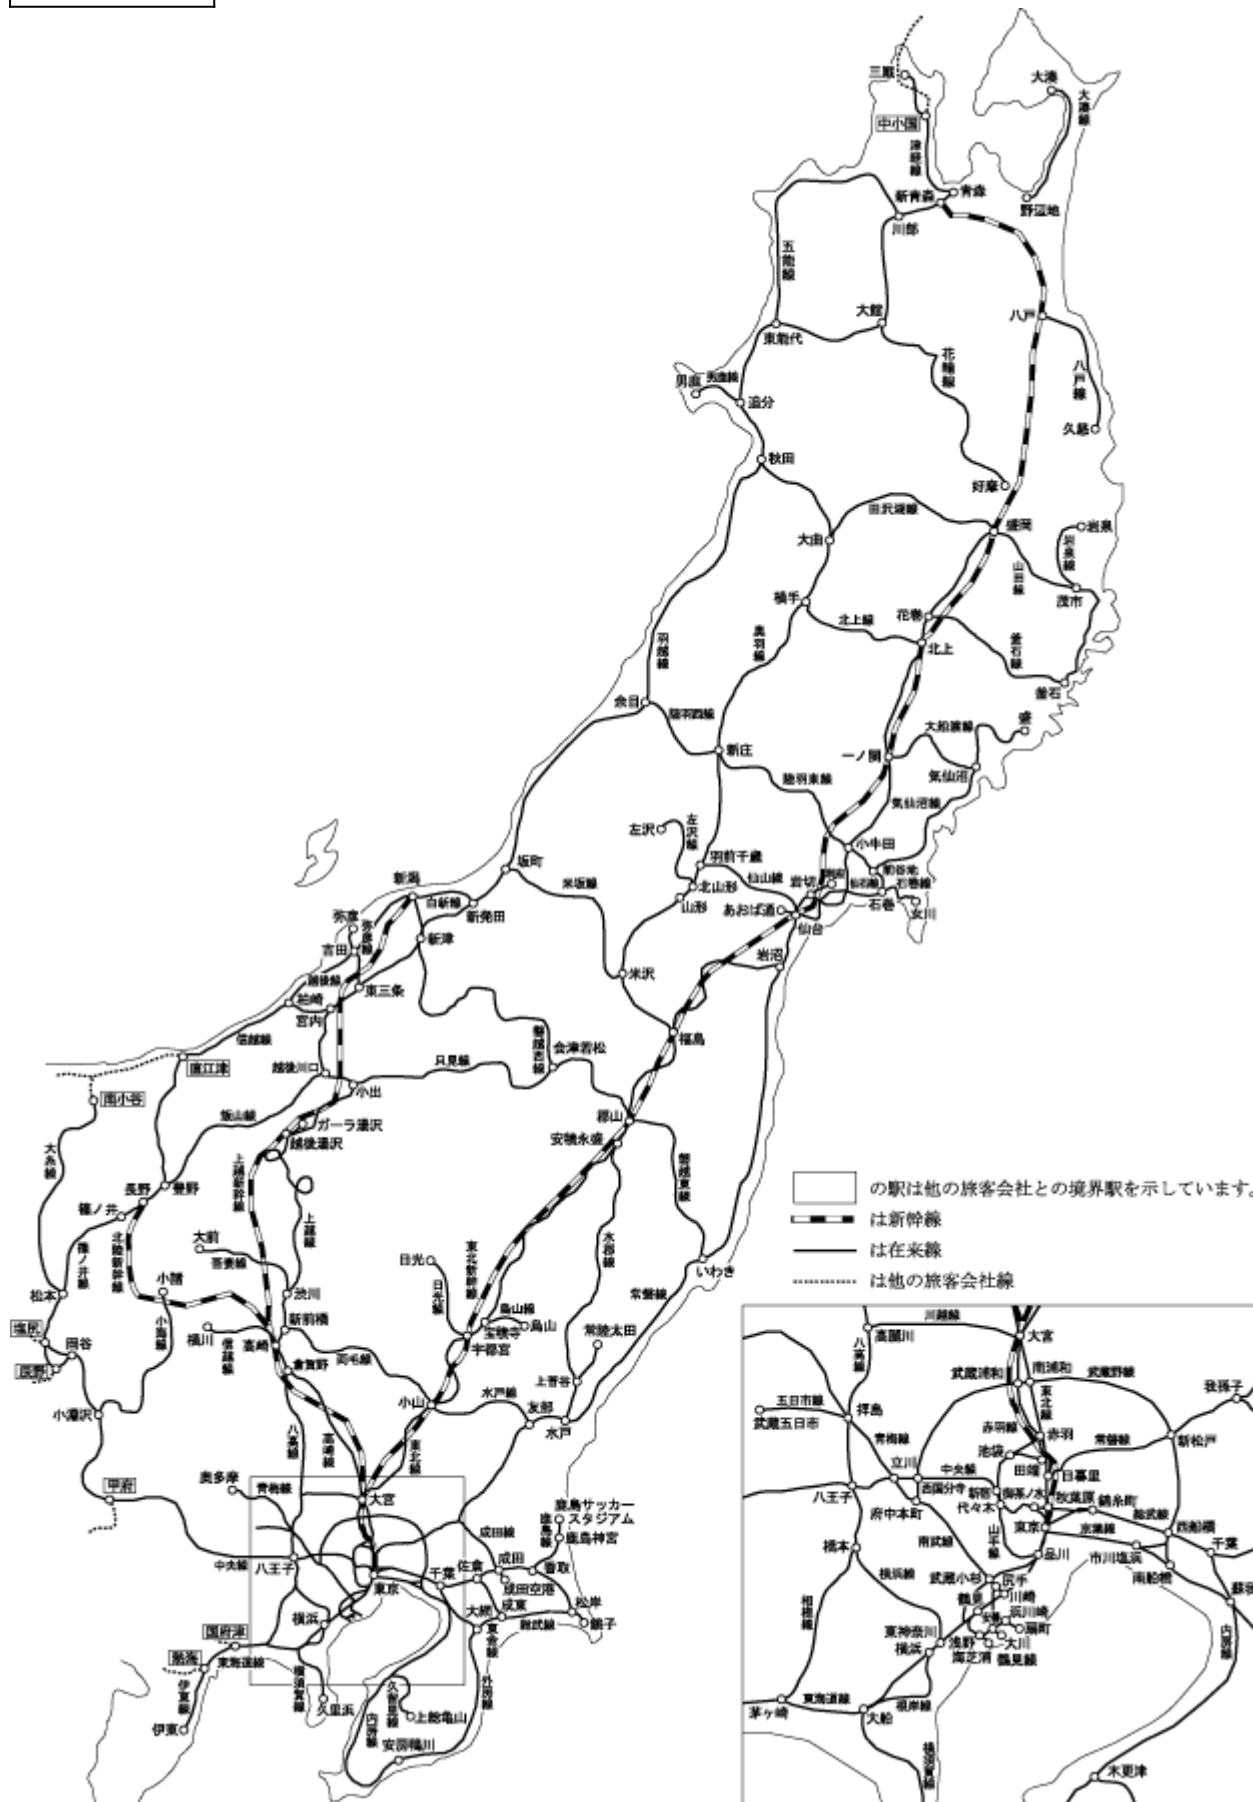 三厩
大湊
大湊線
中小国
津軽線
青森
新青森
野辺地
川部
五能線
大館
八戸
東能代
花輪線
八戸線
男鹿
男鹿線
追分
久慈
秋田
好摩
田沢湖線
盛岡
岩泉
大曲
岩泉線
山田線
茂市
横手
花巻
北上線
奥羽線
北上
釜石線
羽越線
釜石
余目
陸羽西線
大船渡線
盛
新庄
一ノ関
気仙沼
陸羽東線
気仙沼線
左沢
左沢線
小牛田
羽前千歳
前谷地
坂町
仙山線
岩切
利府
仙石線
石巻線
新潟
米坂線
北山形
白新線
山形
あおば通
石巻
女川
新発田
仙台
弥彦
弥彦線
新津
吉田
岩沼
越後線
米沢
東三条
柏崎
宮内
信越線
福島
磐越西線
会津若松
直江津
越後川口
只見線
小出
南小谷
飯山線
ガーラ湯沢
郡山
越後湯沢
安積永盛
大糸線
上越新幹線
磐越東線
の駅は他の旅客会社との境界駅を示しています。
長野
豊野
篠ノ井
上越線
は新幹線
大前
水郡線
篠ノ井線
北陸新幹線
吾妻線
日光
東北新幹線
は在来線
いわき
小諸
日光線
は他の旅客会社線
松本
渋川
常磐線
烏山線
新前橋
塩尻
小海線
横川
宝積寺
烏山
常陸太田
岡谷
信越線
高崎
宇都宮
倉賀野
両毛線
辰野
上菅谷
小山
水戸線
小淵沢
友部
水戸
八高線
高崎線
東北線
奥多摩
甲府
青梅線
大宮
鹿島サッカー
スタジアム
鹿島線
成田線
鹿島神宮
中央線
八王子
佐倉
成田
香取
東京
千葉
成田空港
大網
成東
松岸
横浜
総武線
銚子
国府津
東金線
熱海
東海道線
横須賀線
外房線
伊東線
久里浜
久留里線
上総亀山
伊東
内房線
安房鴨川
川越線
高麗川
大宮
八高線
武蔵浦和
南浦和
武蔵野線
我孫子
東北線
五日市線
拝島
武蔵五日市
赤羽線
赤羽
青梅線
池袋
常磐線
新松戸
立川
中央線
田端
日暮里
八王子
西国分寺
新宿
御茶ノ水
秋葉原
錦糸町
代々木
府中本町
総武線
東京
京葉線
西船橋
南武線
山手線
千葉
橋本
品川
市川塩浜
横浜線
武蔵小杉
尻手
南船橋
蘇我
鶴見
川崎
相模線
安善
浜川崎
扇町
東神奈川
浅野
大川
内房線
横浜
海芝浦
鶴見線
東海道線
根岸線
茅ヶ崎
大船
横須賀線
木更津